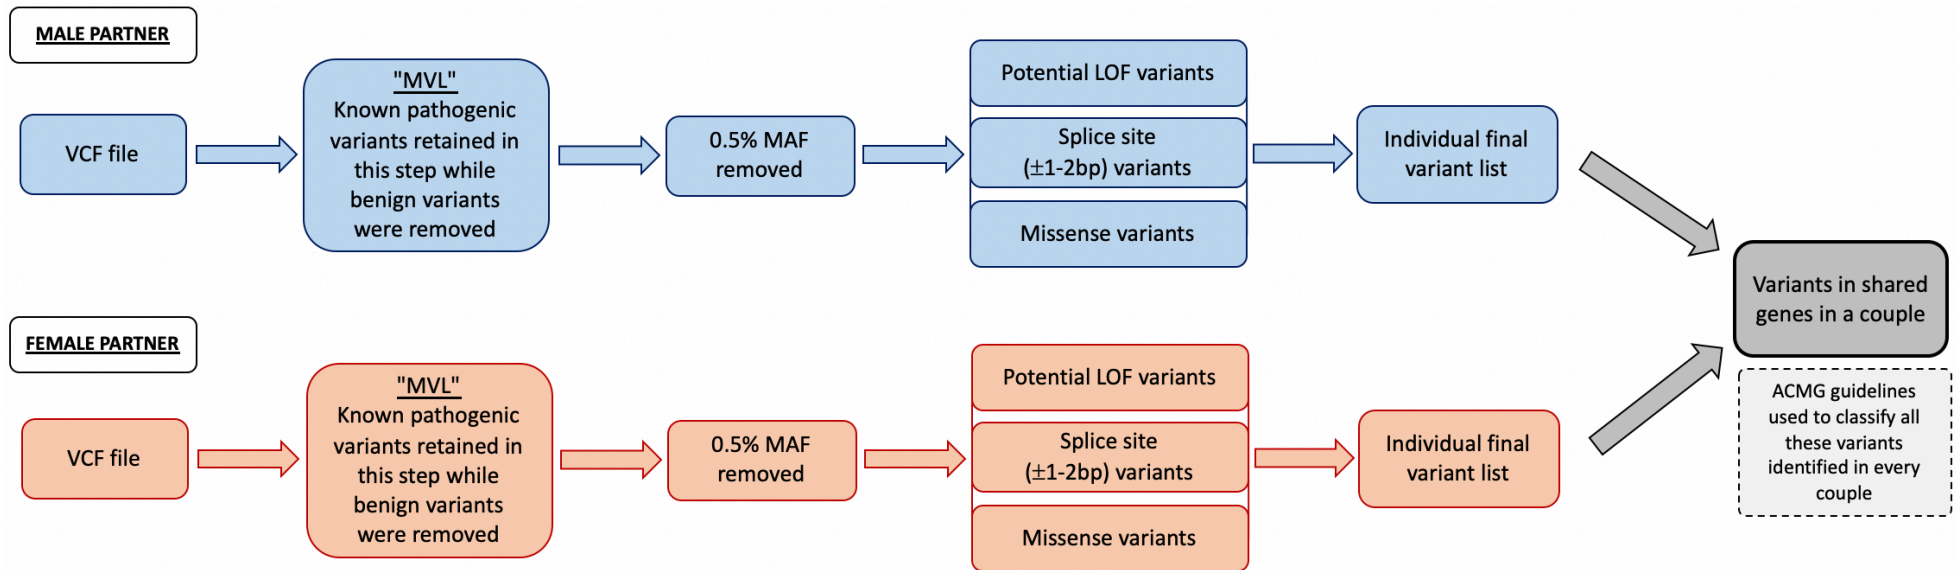 MALE PARTNER
VCF file
"MVL"
Known pathogenic
variants retained in
this step while
benign variants
were removed
0.5% MAF
removed
Potential LOF variants
Splice site
(±1-2bp) variants
Missense variants
Individual final
variant list
FEMALE PARTNER
VCF file
"MVL"
Known pathogenic
variants retained in
this step while
benign variants
were removed
0.5% MAF
removed
Potential LOF variants
Splice site
(±1-2bp) variants
Missense variants
Individual final
variant list
Variants in shared
genes in a couple
ACMG guidelines
used to classify all
these variants
identified in every
couple